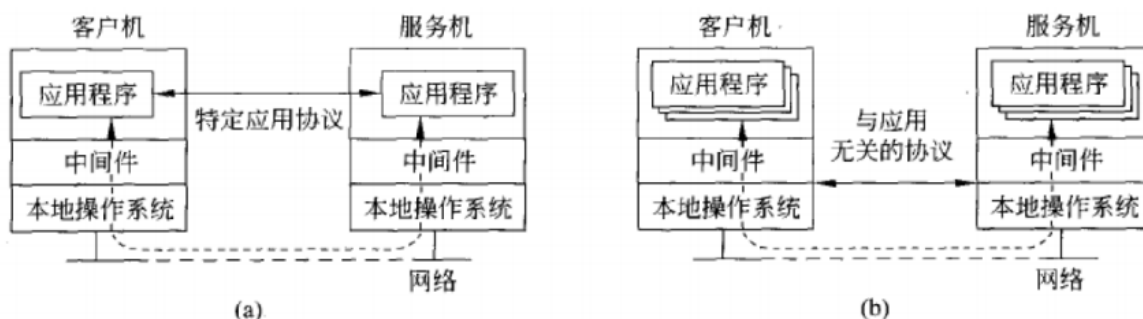 客户机
服务机
应用程序
应用程序
特定应用协议
中间件
中间件
本地操作系统
本地操作系统
网络
(a)
客户机
服务机
应用程序
应用程序
与应用
无关的协议
中间件
中间件
本地操作系统
本地操作系统
网络
(b)